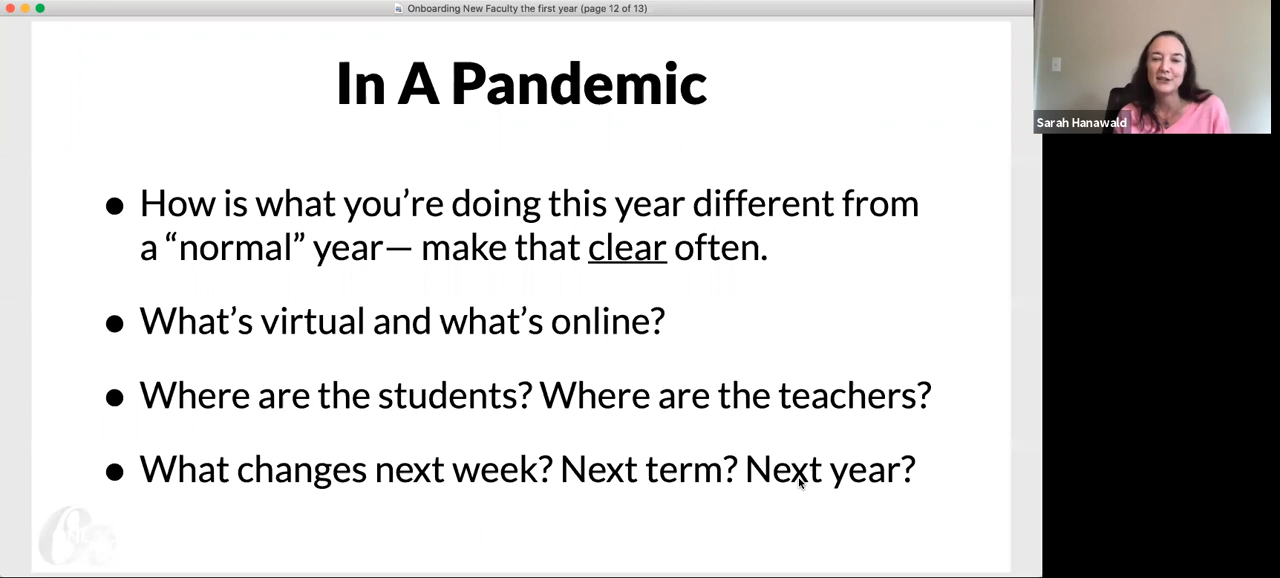 Onboarding New Faculty the first year (page 12 of 13)
In A Pandemic
Sarah Hanawald
• How is what you’re doing this year different from
a “normal” year— make that clear often.
• What’s virtual and what’s online?
• Where are the students? Where are the teachers?
• What changes next week? Next term? Next year?